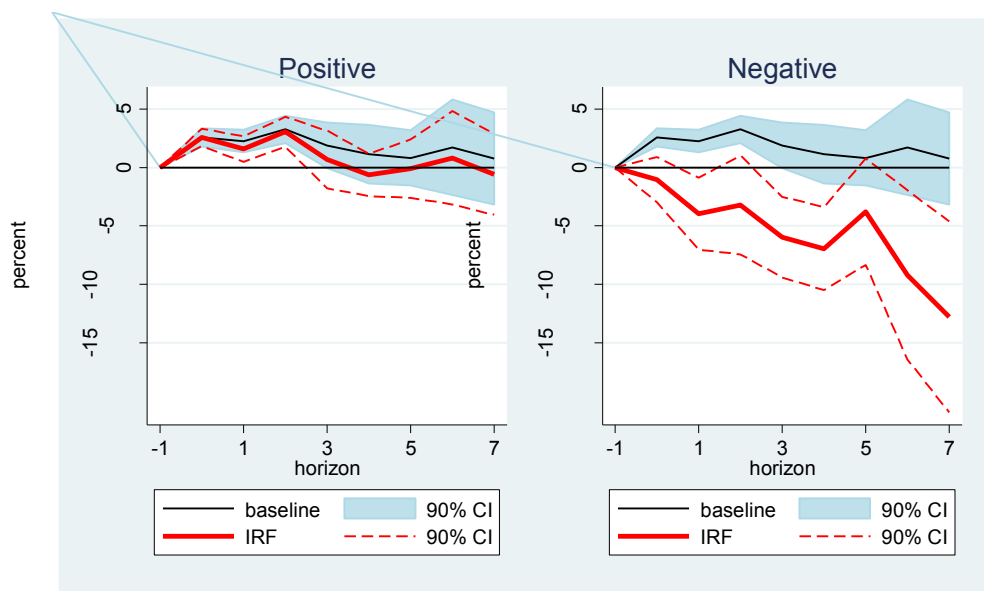 Positive
percent
5
0
-5
-10
-15
-1 1 3 5 7
horizon
baseline 90% CI
IRF 90% CI
Negative
percent
5
0
-5
-10
-15
-1 1 3 5 7
horizon
baseline 90% CI
IRF 90% CI